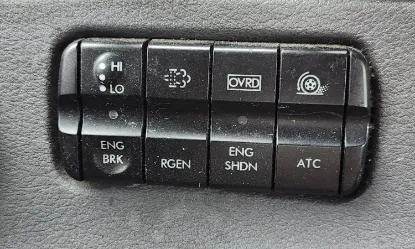 HI
LO
OVRD
ENG
BRK
RGEN
ENG
SHDN
ATC